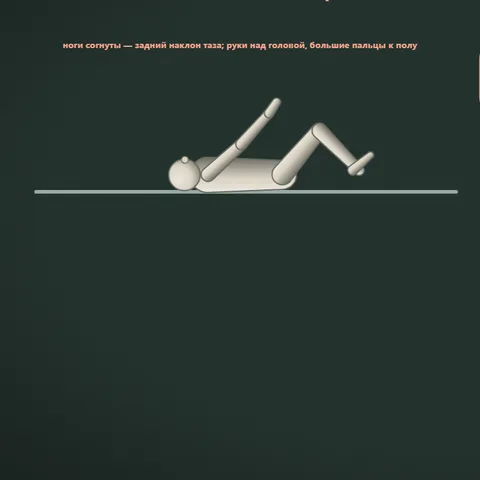 ноги согнуты — задний наклон таза; руки над головой, большие пальцы к полу